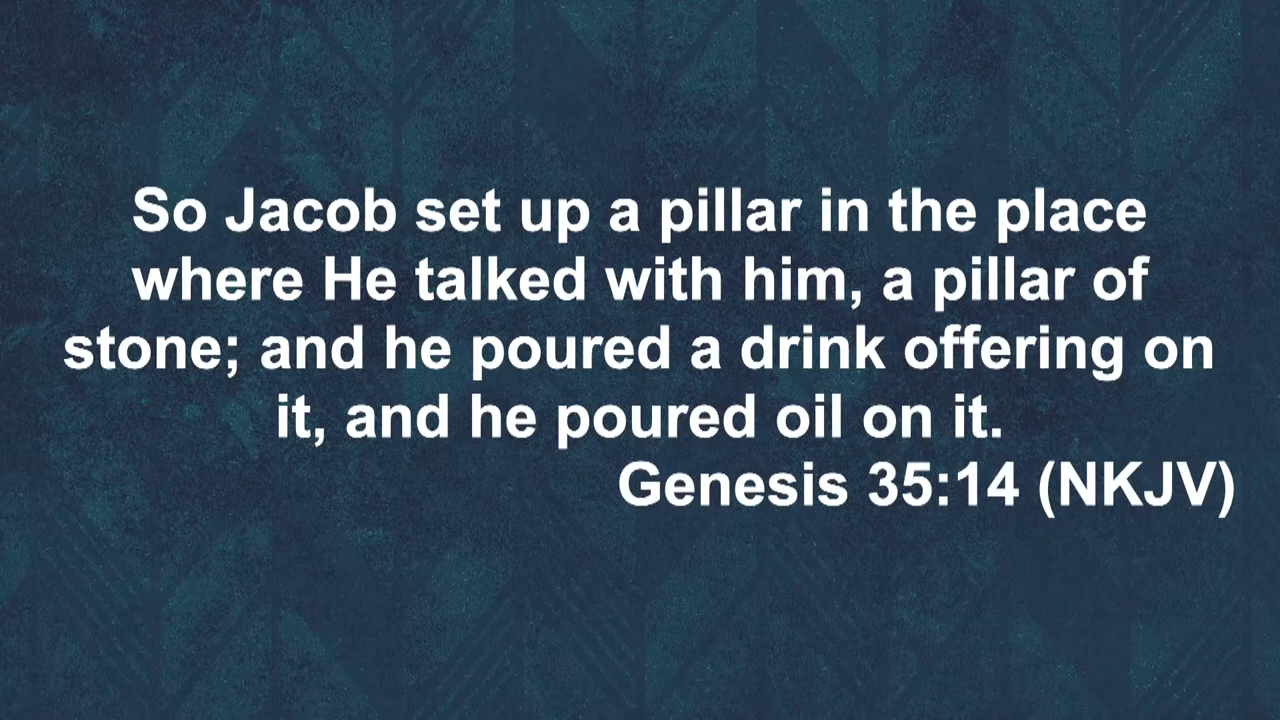 So Jacob set up a pillar in the place
where He talked with him, a pillar of
stone; and he poured a drink offering on
it, and he poured oil on it.
Genesis 35:14 (NKJV)